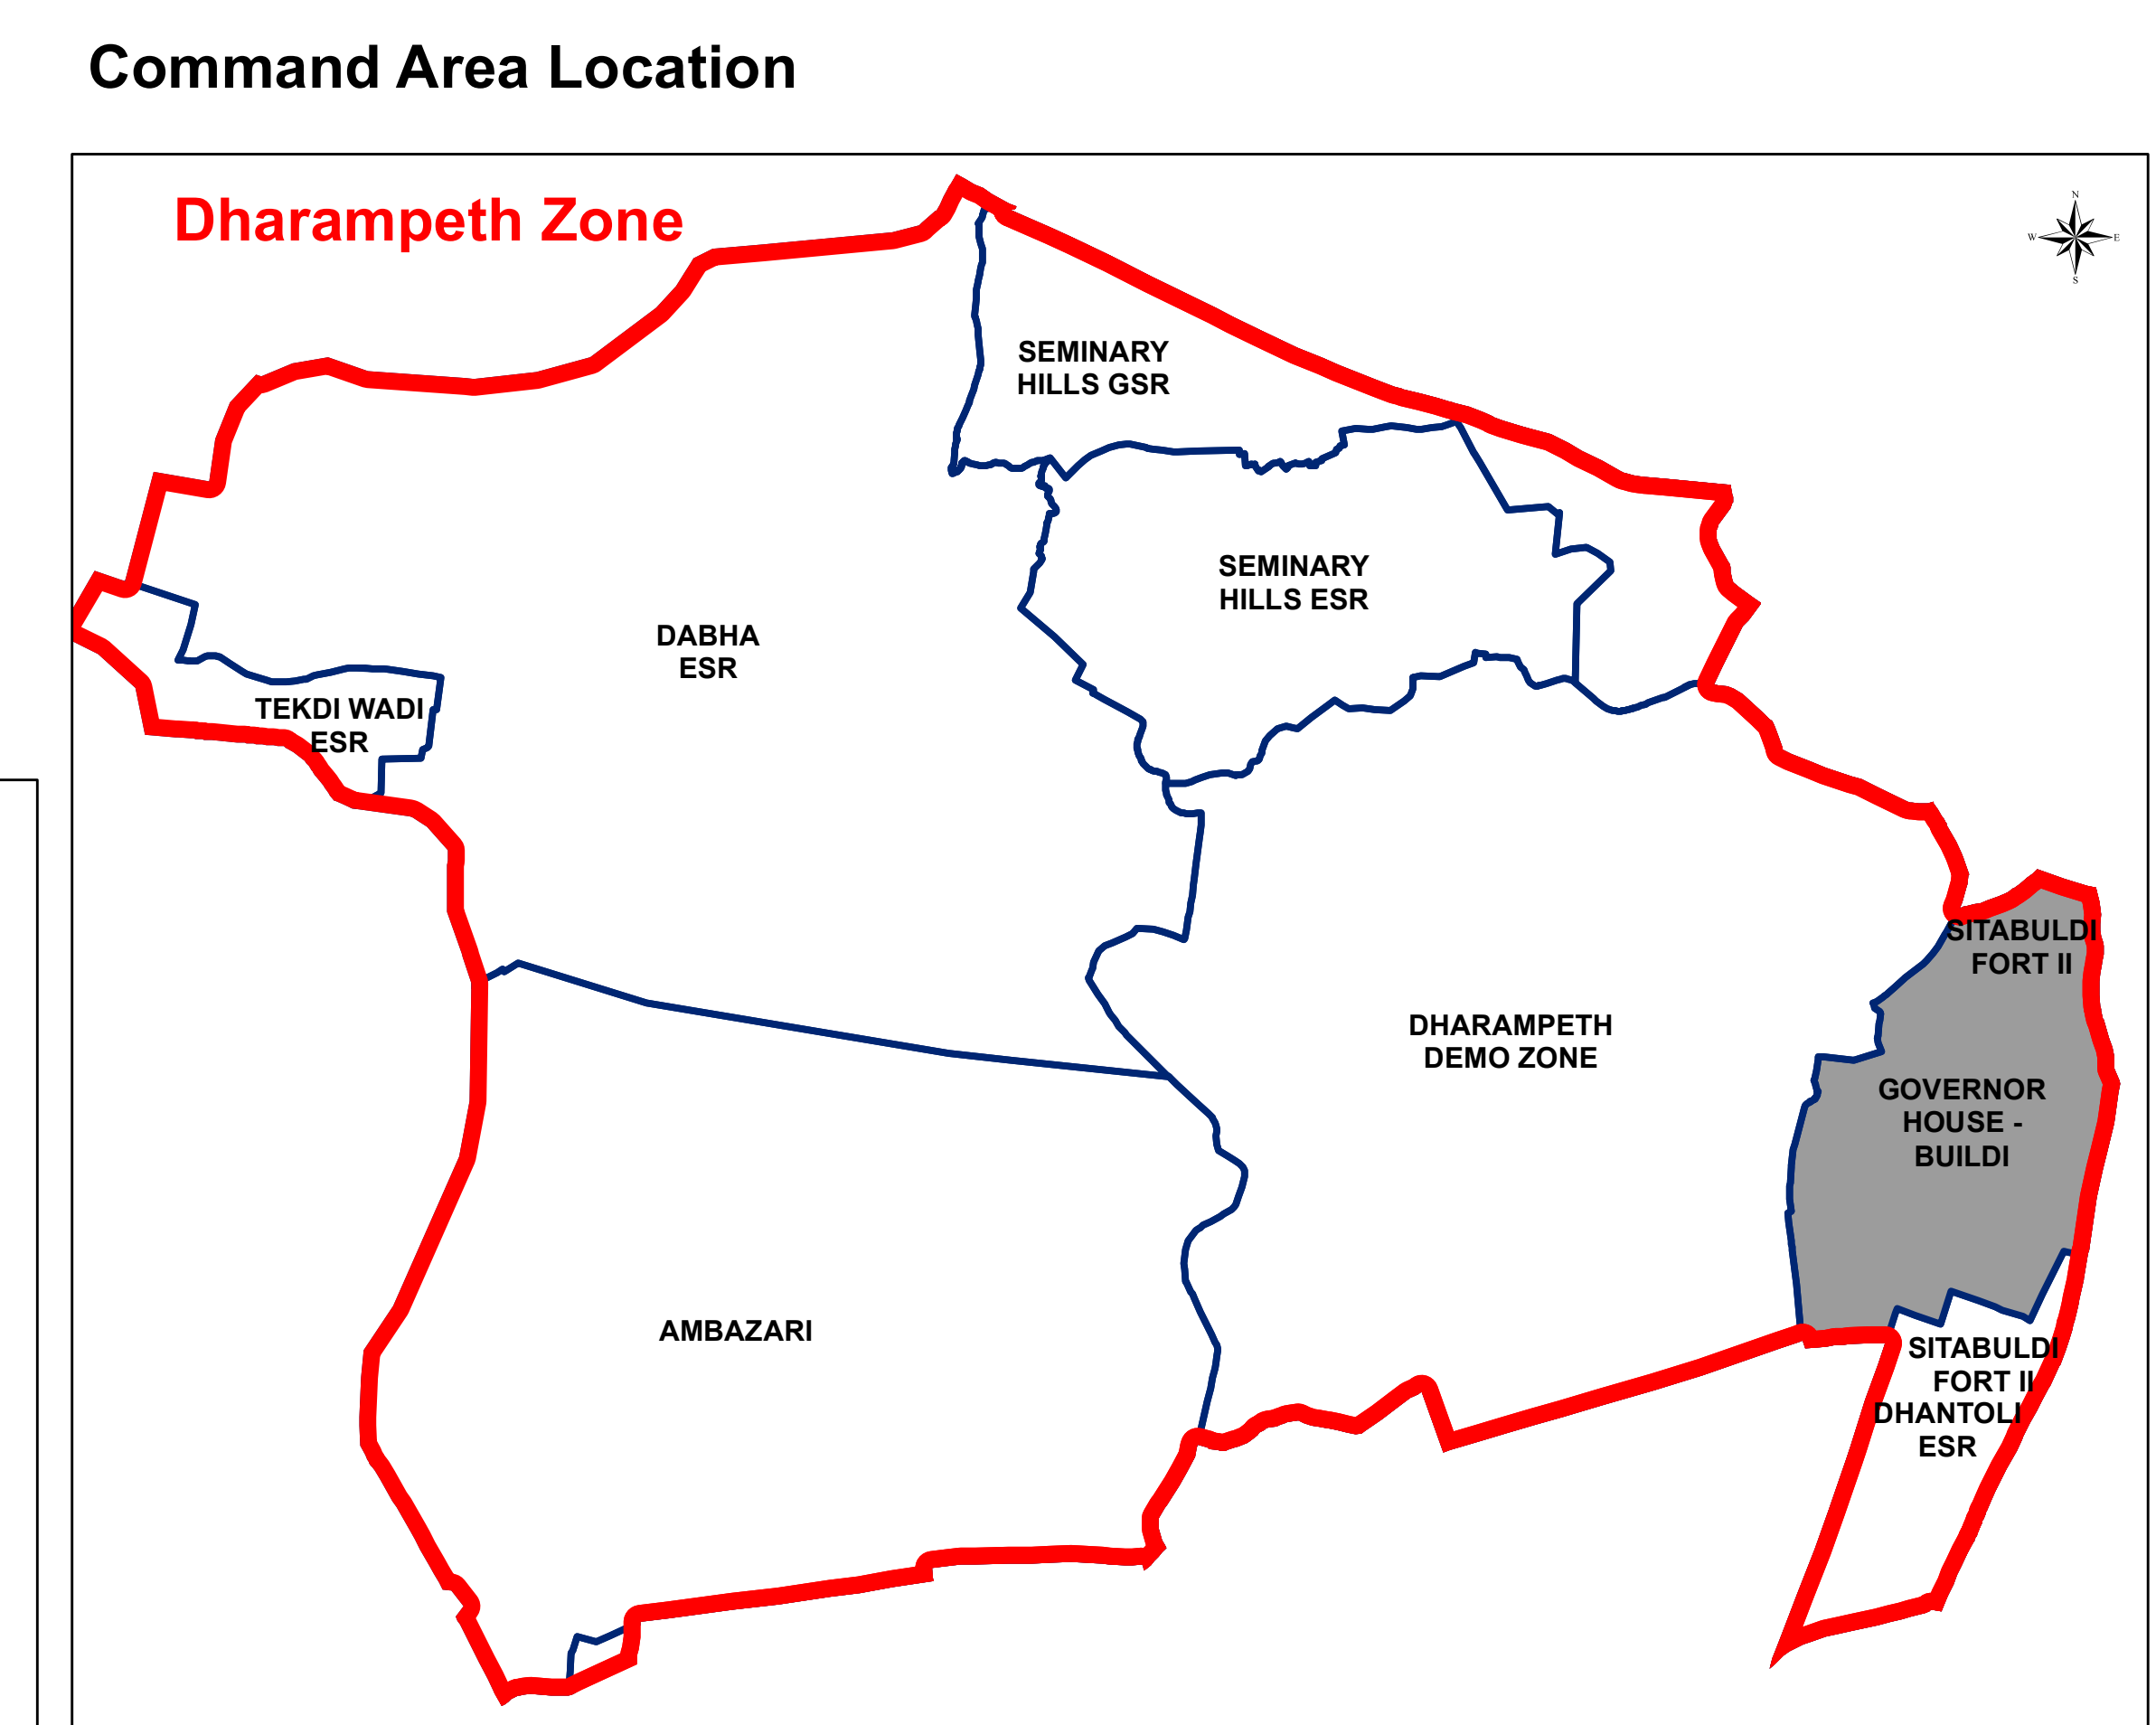 Command Area Location
Dharampeth Zone
N
W
E
S
SEMINARY
HILLS GSR
SEMINARY
HILLS ESR
DABHA
ESR
TEKDI WADI
ESR
SITABULDI
FORT II
DHARAMPETH
DEMO ZONE
GOVERNOR
HOUSE -
BUILDI
AMBAZARI
SITABULDI
FORT II
DHANTOLI
ESR